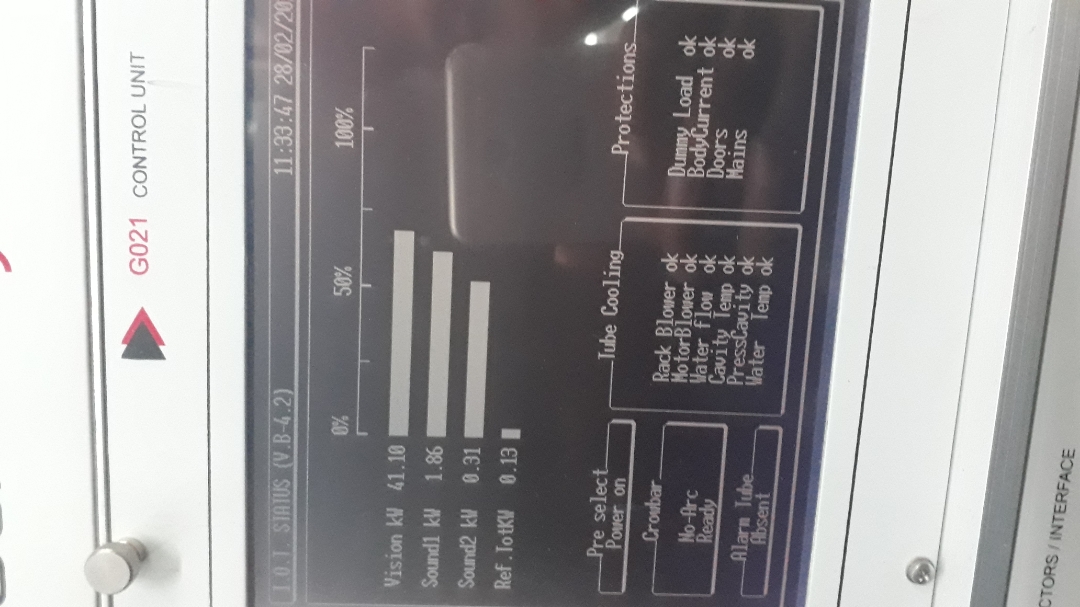 G021 CONTROL UNIT
I.O.T. STATUS (V.B-4.2) 11:33:47 28/02/20
0% 50% 100%
Vision kW 41.10
Sound1 kW 1.86
Sound2 kW 0.31
Ref.TotKW 0.13
Pre select
Power on
Crowbar
No-Arc
Ready
Alarm Tube
Absent
Tube Cooling
Rack Blower ok
MotorBlower ok
Water flow ok
Cavity Temp ok
PressCavity ok
Water Temp ok
Protections
Dummy Load ok
BodyCurrent ok
Doors ok
Mains ok
CTORS / INTERFACE